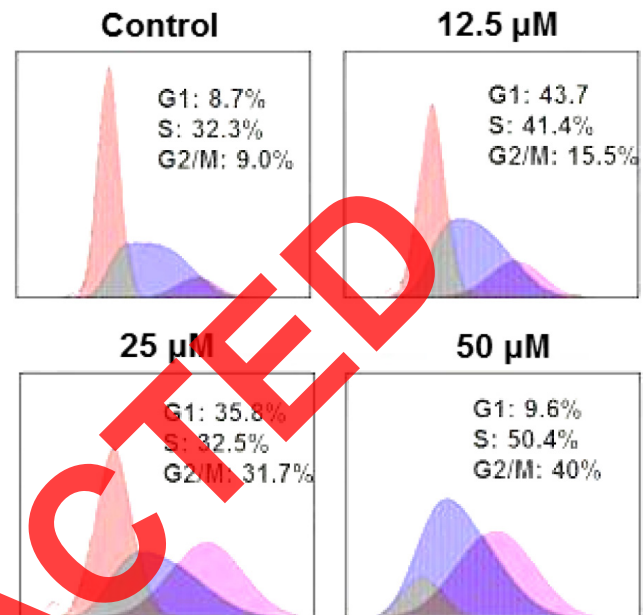 Control
G1: 8.7%
S: 32.3%
G2/M: 9.0%
12.5 µM
G1: 43.7
S: 41.4%
G2/M: 15.5%
25 µM
G1: 35.8%
S: 32.5%
G2/M: 31.7%
50 µM
G1: 9.6%
S: 50.4%
G2/M: 40%
CTED